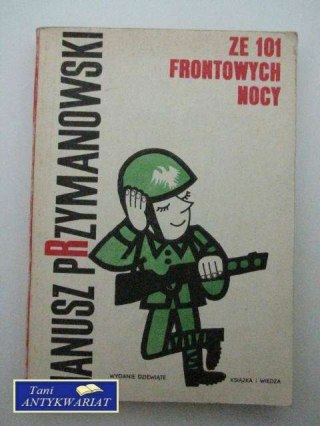 ZE 101
FRONTOWYCH
NOCY
JANUSZ PRZYMANOWSKI
WYDANIE DZIEWIĄTE
KSIĄŻKA I WIEDZA
Tani
ANTYKWARIAT